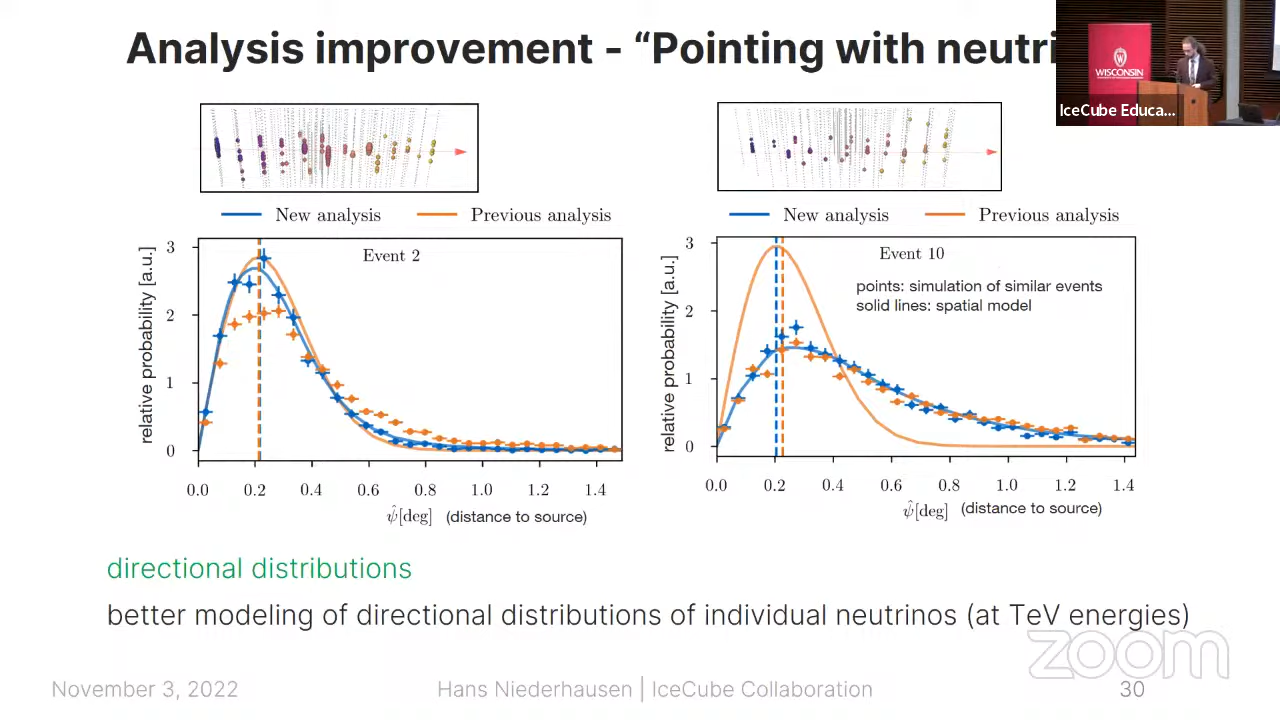 Analysis improvement - “Pointing with neutri
WISCONSIN
IceCube Educa...
New analysis
Previous analysis
New analysis
Previous analysis
Event 2
Event 10
points: simulation of similar events
solid lines: spatial model
relative probability [a.u.]
3
2
1
0
relative probability [a.u.]
3
2
1
0
0.0 0.2 0.4 0.6 0.8 1.0 1.2 1.4
0.0 0.2 0.4 0.6 0.8 1.0 1.2 1.4
ψ̂[deg] (distance to source)
ψ̂[deg] (distance to source)
directional distributions
better modeling of directional distributions of individual neutrinos (at TeV energies)
zoom
November 3, 2022
Hans Niederhausen | IceCube Collaboration
30